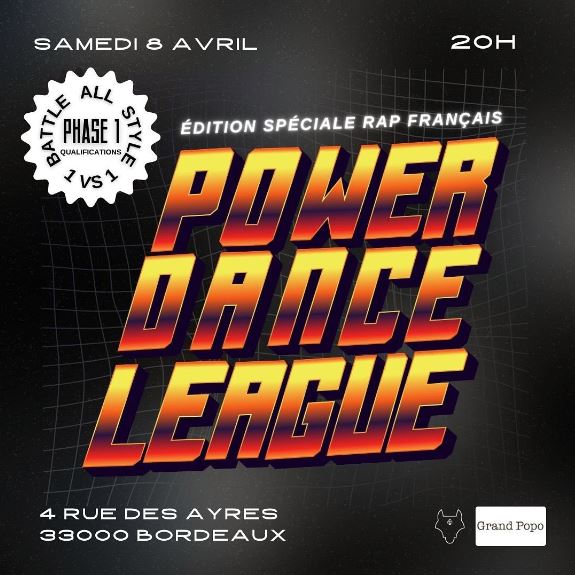 SAMEDI 8 AVRIL
20H
BATTLE ALL STYLE
PHASE 1
QUALIFICATIONS
1 VS 1
ÉDITION SPÉCIALE RAP FRANÇAIS
POWER
DANCE
LEAGUE
4 RUE DES AYRES
33000 BORDEAUX
Grand Popo